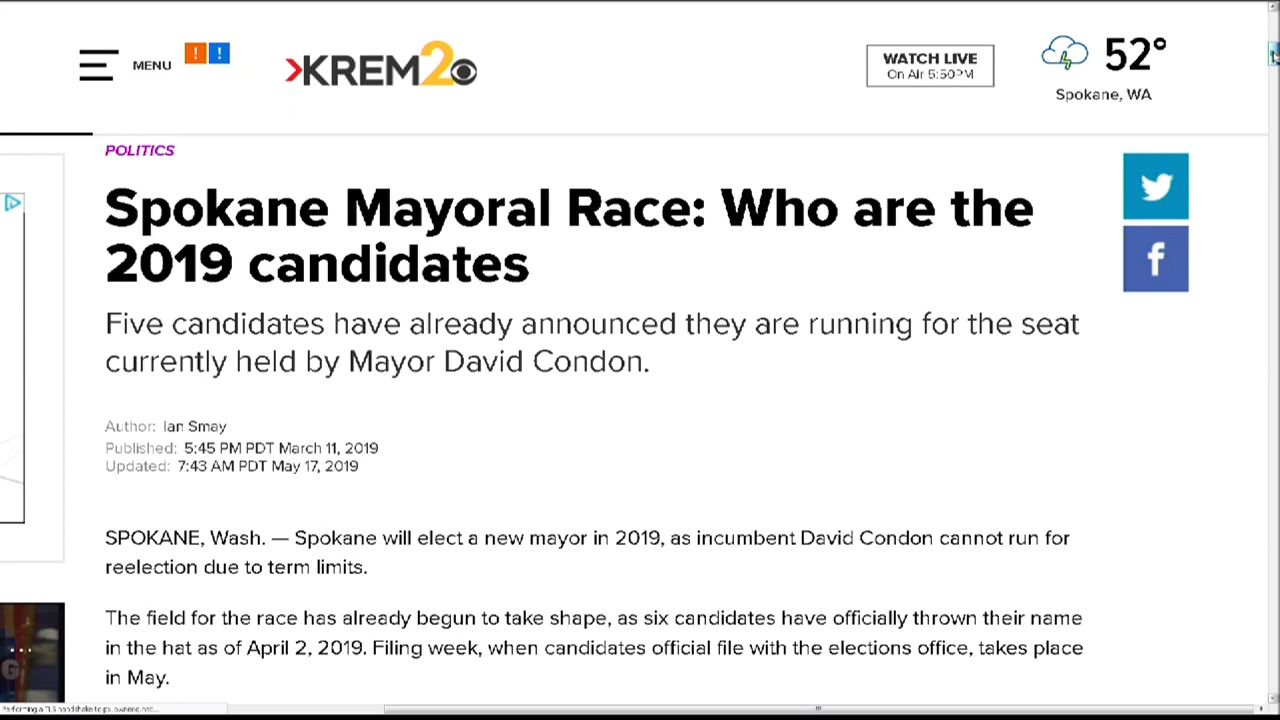 MENU
! !
KREM2
WATCH LIVE
On Air 5:50PM
52°
Spokane, WA
POLITICS
Spokane Mayoral Race: Who are the
2019 candidates
Five candidates have already announced they are running for the seat
currently held by Mayor David Condon.
Author: Ian Smay
Published: 5:45 PM PDT March 11, 2019
Updated: 7:43 AM PDT May 17, 2019
SPOKANE, Wash. — Spokane will elect a new mayor in 2019, as incumbent David Condon cannot run for
reelection due to term limits.
The field for the race has already begun to take shape, as six candidates have officially thrown their name
in the hat as of April 2, 2019. Filing week, when candidates official file with the elections office, takes place
in May.
G
Performing a TLS handshake to